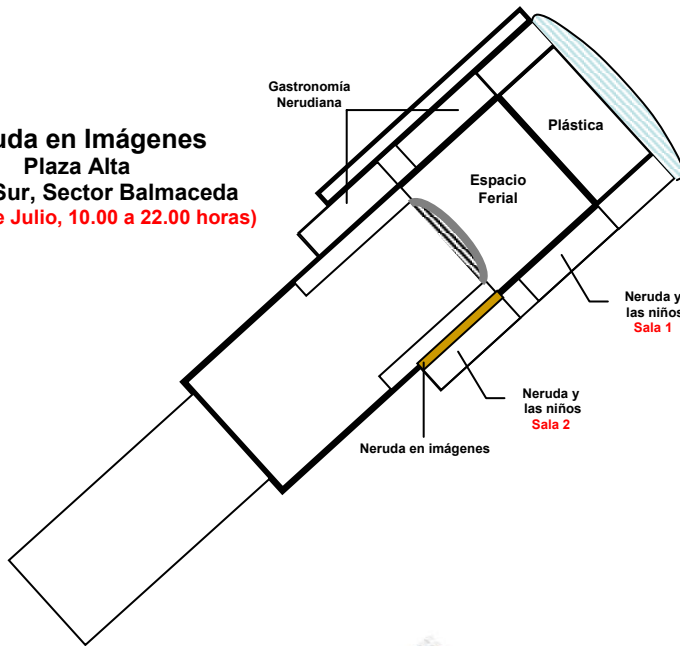 Gastronomía
Nerudiana
uda en Imágenes
Plaza Alta
Sur, Sector Balmaceda
e Julio, 10.00 a 22.00 horas)
Plástica
Espacio
Ferial
Neruda y
las niños
Sala 1
Neruda y
las niños
Sala 2
Neruda en imágenes